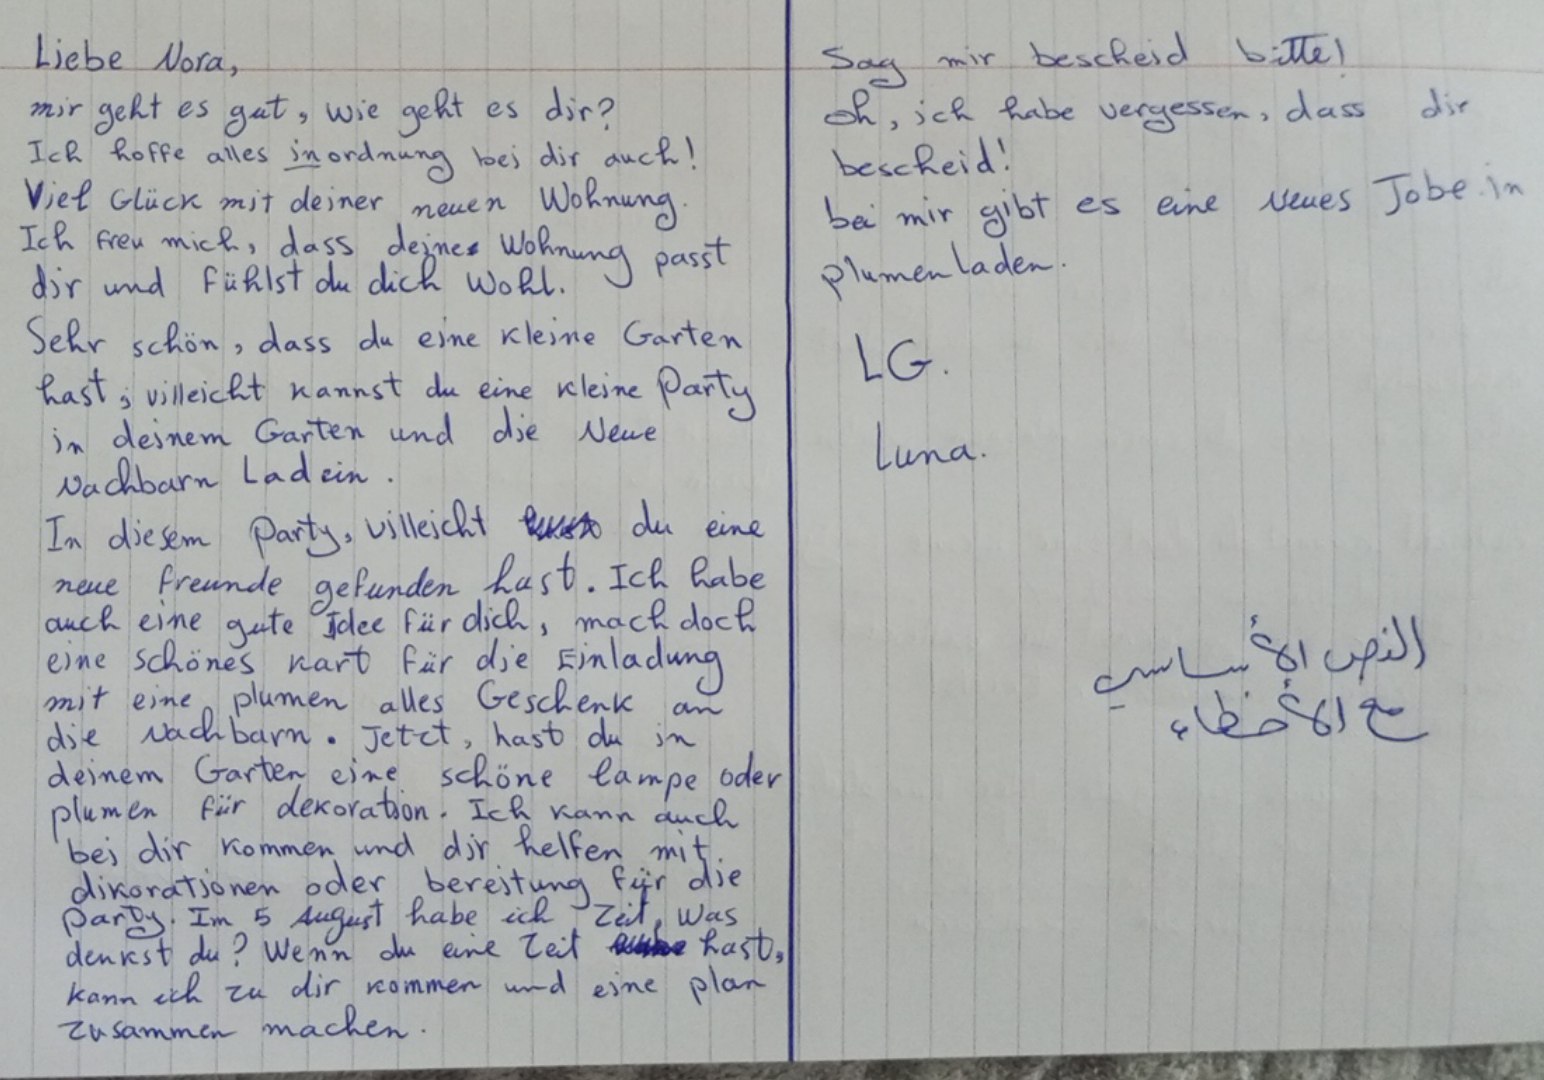 Liebe Nora,
mir geht es gut, wie geht es dir?
Ich hoffe alles inordnung bei dir auch!
Viel Glück mit deiner neuen Wohnung.
Ich freu mich, dass deine Wohnung passt
dir und fühlst du dich Wohl.
Sehr schön, dass du eine kleine Garten
hast, villeicht kannst du eine kleine Party
in deinem Garten und die Neue
Nachbarn Lad ein.
In diesem party, villeicht du eine
neue freunde gefunden hast. Ich habe
auch eine gute Idee für dich, mach doch
eine schönes kart für die Einladung
mit eine plumen alles Geschenk an
die Nachbarn. Jetzt, hast du in
deinem Garten eine schöne lampe oder
plumen für dekoration. Ich kann auch
bei dir kommen und dir helfen mit
dikorationen oder bereitung für die
party. Im 5 August habe ich Zeit, Was
denkst du? Wenn du eine Zeit hast,
kann ich zu dir kommen und eine plan
zusammen machen.
Sag mir bescheid bitte!
oh, ich habe vergessen, dass dir
bescheid!
bei mir gibt es eine Neues Jobe in
plumenladen.
LG.
Luna.
النص الأساسي
مع الأخطاء